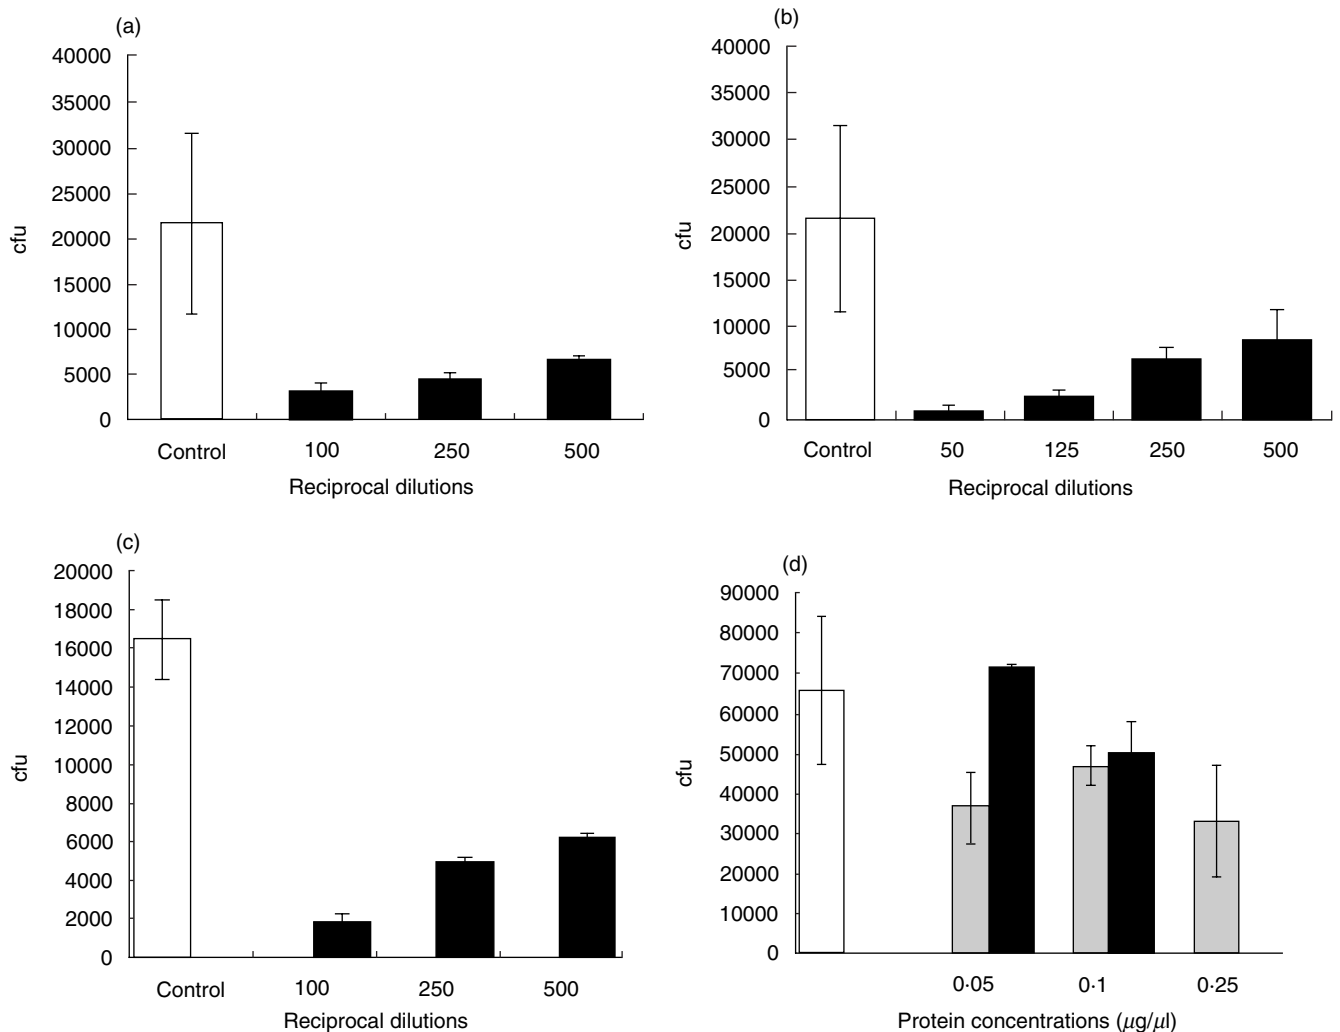 (a)
40000
35000
30000
25000
20000
15000
10000
5000
0
cfu
Control 100 250 500
Reciprocal dilutions
(b)
40000
35000
30000
25000
20000
15000
10000
5000
0
cfu
Control 50 125 250 500
Reciprocal dilutions
(c)
20000
18000
16000
14000
12000
10000
8000
6000
4000
2000
0
cfu
Control 100 250 500
Reciprocal dilutions
(d)
90000
80000
70000
60000
50000
40000
30000
20000
10000
0
cfu
0·05 0·1 0·25
Protein concentrations (μg/μl)